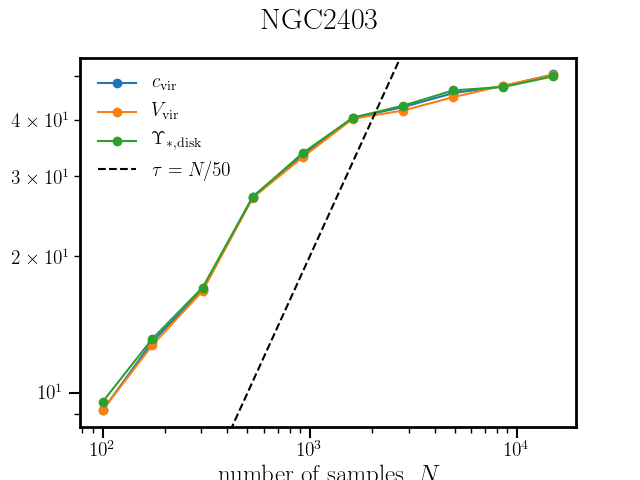 NGC2403
c_vir
V_vir
Υ_*,disk
τ = N/50
4 × 10^1
3 × 10^1
2 × 10^1
10^1
10^2 10^3 10^4
number of samples N